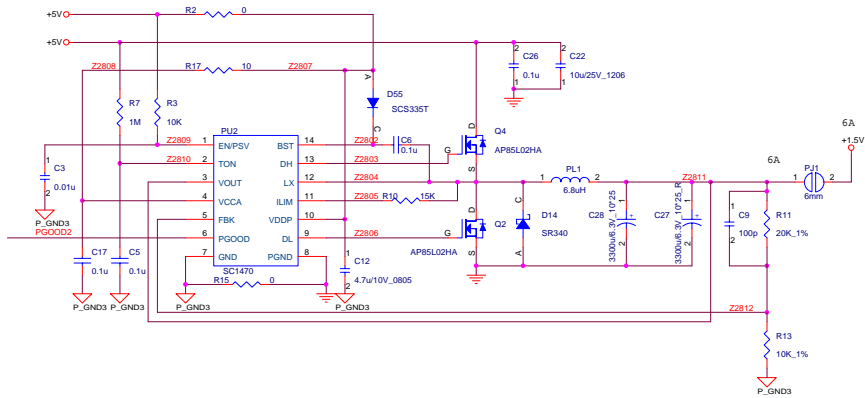 +5V R2 0
+5V
Z2808 R17 10 Z2807
C26
0.1u
C22
10u/25V_1206
D55
SCS335T
R7
1M
R3
10K
PU2
Z2809 1 EN/PSV BST 14 Z2802 C6
0.1u
Z2810 2 TON DH 13 Z2803
3 VOUT LX 12 Z2804
4 VCCA ILIM 11 Z2805 R10 15K
5 FBK VDDP 10
PGOOD2 6 PGOOD DL 9 Z2806
7 GND PGND 8
SC1470
C3
0.01u
P_GND3
Q4
AP85L02HA
D
G
S
Q2
AP85L02HA
D
G
S
D14
SR340
C
A
A
C
1 PL1 2
6.8uH
Z2811
6A
6A
+1.5V
1 PJ1 2
6mm
C28
3300u/6.3V_10*25
C27
3300u/6.3V_10*25_R
C9
100p
R11
20K_1%
C17
0.1u
C5
0.1u
R15 0
C12
4.7u/10V_0805
P_GND3 P_GND3 P_GND3 P_GND3
Z2812
R13
10K_1%
P_GND3